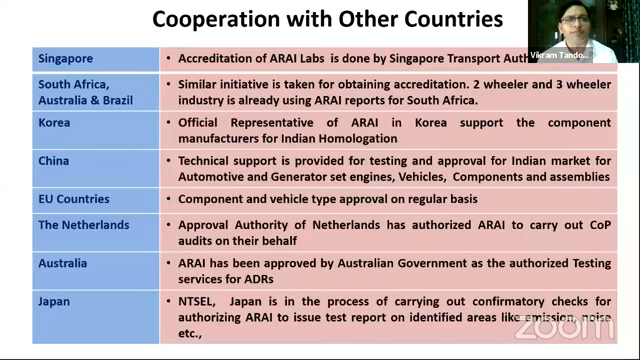 Cooperation with Other Countries
Vikram Tando...
Singapore
• Accreditation of ARAI Labs is done by Singapore Transport
South Africa,
Australia & Brazil
• Similar initiative is taken for obtaining accreditation. 2 wheeler and 3 wheeler
industry is already using ARAI reports for South Africa.
Korea
• Official Representative of ARAI in Korea support the component
manufacturers for Indian Homologation
China
• Technical support is provided for testing and approval for Indian market for
Automotive and Generator set engines, Vehicles, Components and assemblies
EU Countries
• Component and vehicle type approval on regular basis
The Netherlands
• Approval Authority of Netherlands has authorized ARAI to carry out CoP
audits on their behalf
Australia
• ARAI has been approved by Australian Government as the authorized Testing
services for ADRs
Japan
• NTSEL, Japan is in the process of carrying out confirmatory checks for
authorizing ARAI to issue test report on identified areas like emission, noise
etc.,
zoom